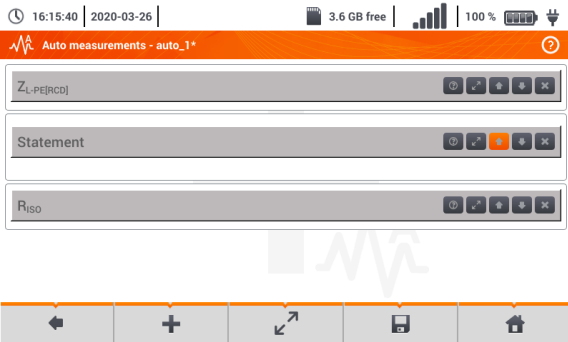 16:15:40 2020-03-26 3.6 GB free 100 %
Auto measurements - auto_1*
ZL-PE[RCD]
Statement
RISO